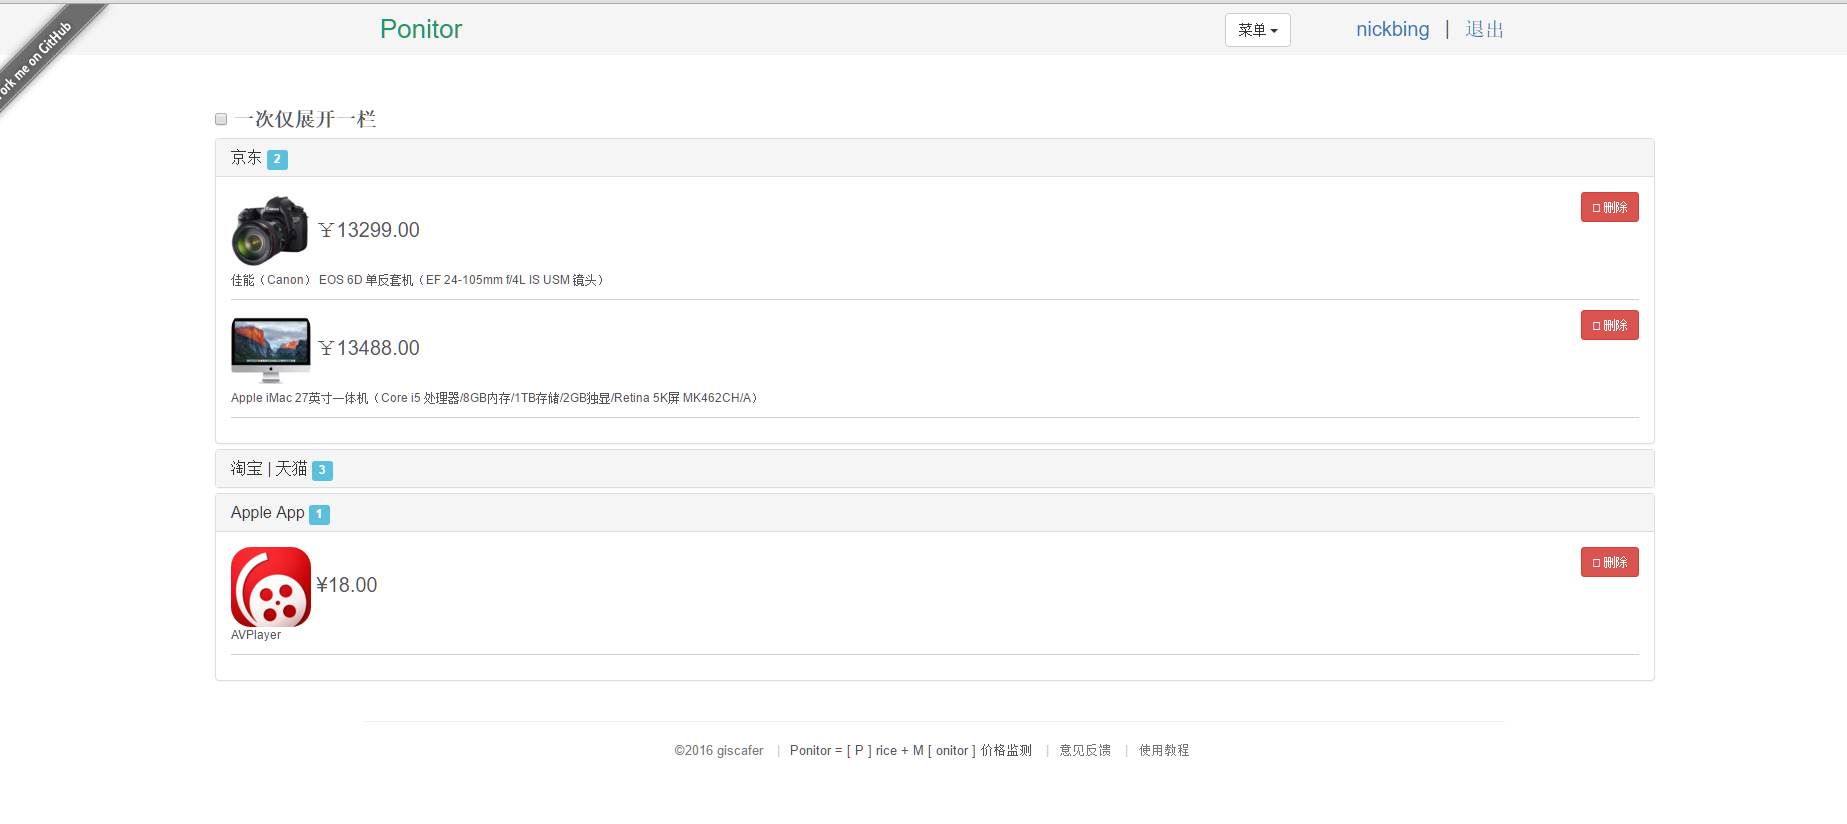 ork me on GitHub
Ponitor
菜单
nickbing | 退出
一次仅展开一栏
京东 2
￥13299.00
删除
佳能（Canon） EOS 6D 单反套机（EF 24-105mm f/4L IS USM 镜头）
￥13488.00
删除
Apple iMac 27英寸一体机（Core i5 处理器/8GB内存/1TB存储/2GB独显/Retina 5K屏 MK462CH/A）
淘宝 | 天猫 3
Apple App 1
¥18.00
删除
AVPlayer
©2016 giscafer | Ponitor = [ P ] rice + M [ onitor ] 价格监测 | 意见反馈 | 使用教程